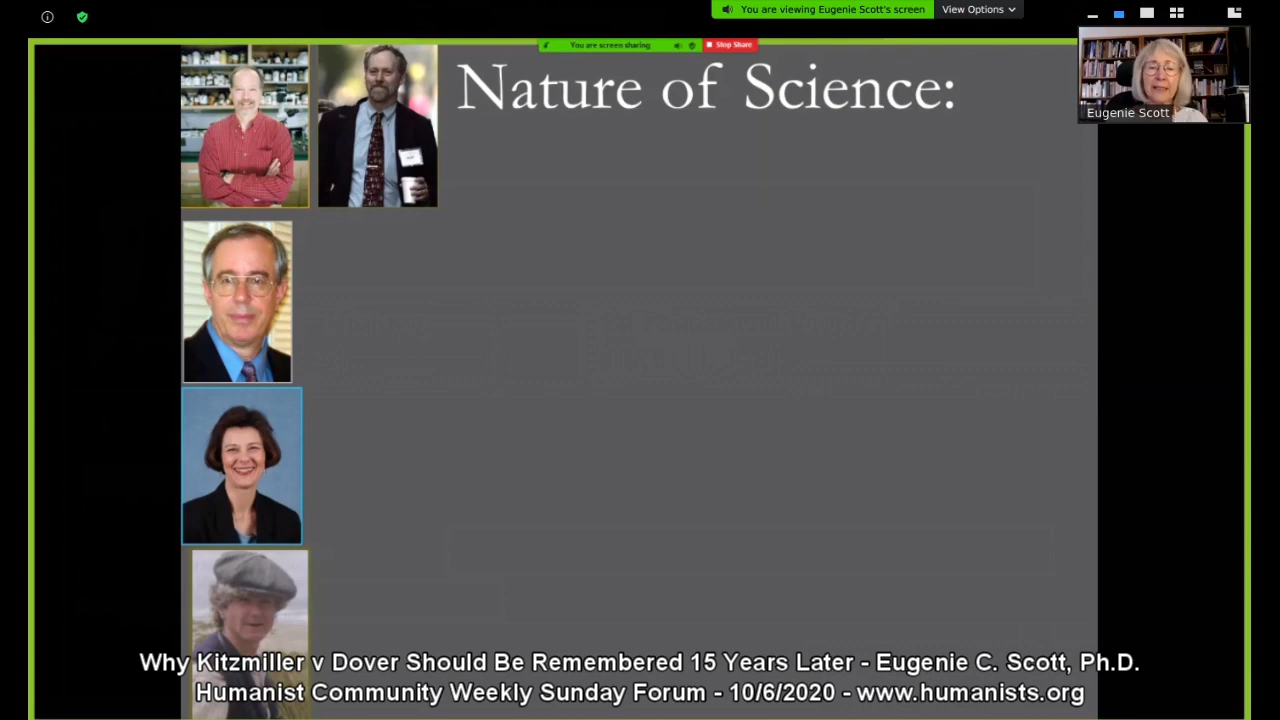 You are viewing Eugenie Scott's screen
View Options
You are screen sharing
Stop Share
Nature of Science:
Eugenie Scott
Why Kitzmiller v Dover Should Be Remembered 15 Years Later - Eugenie C. Scott, Ph.D.
Humanist Community Weekly Sunday Forum - 10/6/2020 - www.humanists.org